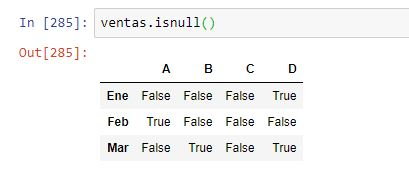 In [285]: ventas.isnull()
Out[285]:
A B C D
Ene False False False True
Feb True False False False
Mar False True False True